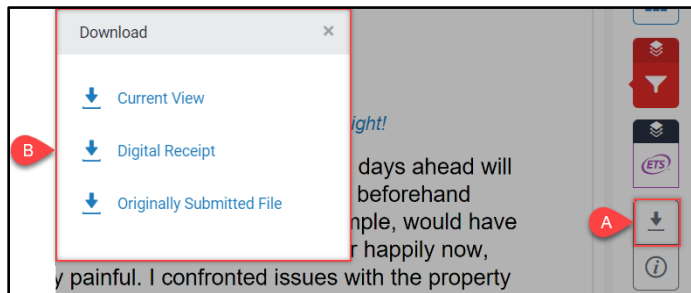 Download ×
Current View
ight!
B
Digital Receipt
days ahead will
ETS
beforehand
Originally Submitted File
mple, would have
A
r happily now,
y painful. I confronted issues with the property